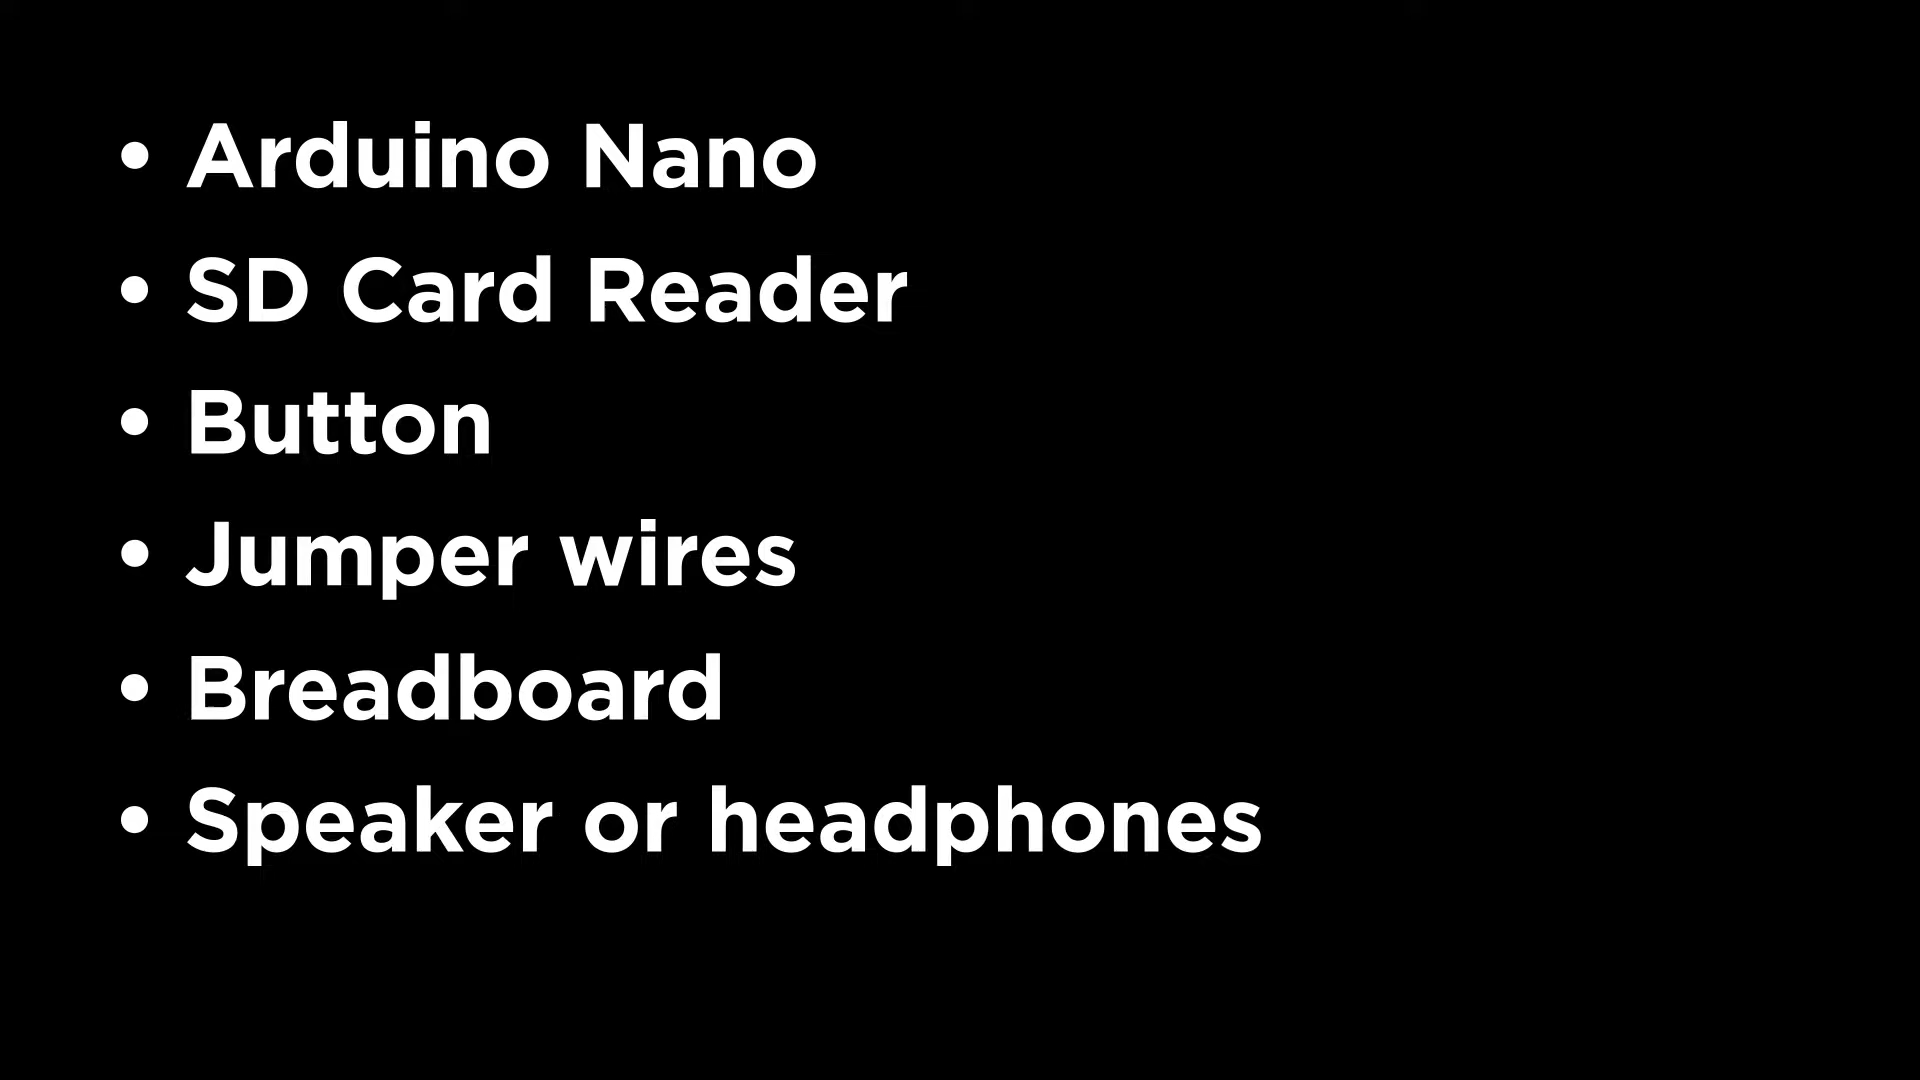 • Arduino Nano
• SD Card Reader
• Button
• Jumper wires
• Breadboard
• Speaker or headphones